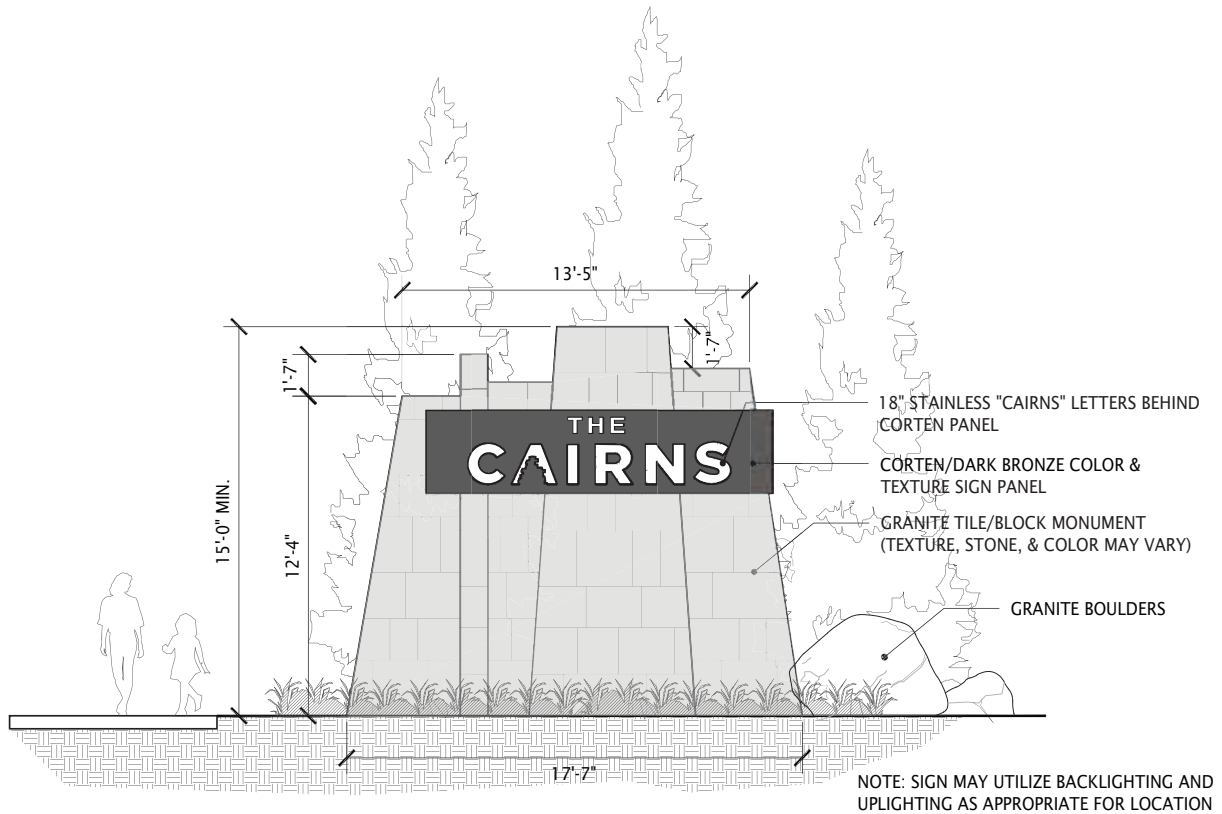 13'-5"
1'-7"
1'-7"
15'-0" MIN.
12'-4"
THE
CAIRNS
18" STAINLESS "CAIRNS" LETTERS BEHIND
CORTEN PANEL
CORTEN/DARK BRONZE COLOR &
TEXTURE SIGN PANEL
GRANITE TILE/BLOCK MONUMENT
(TEXTURE, STONE, & COLOR MAY VARY)
GRANITE BOULDERS
17'-7"
NOTE: SIGN MAY UTILIZE BACKLIGHTING AND
UPLIGHTING AS APPROPRIATE FOR LOCATION